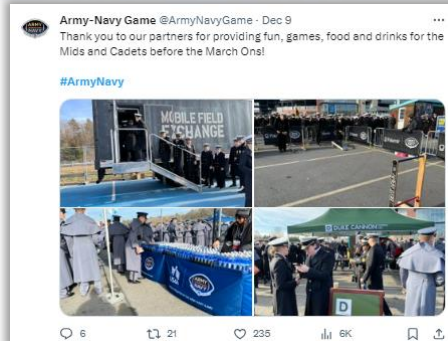 Army-Navy Game @ArmyNavyGame · Dec 9
Thank you to our partners for providing fun, games, food and drinks for the
Mids and Cadets before the March Ons!
#ArmyNavy
MOBILE FIELD
EXCHANGE
USAA
DUKE CANNON
D
6 21 235 6K